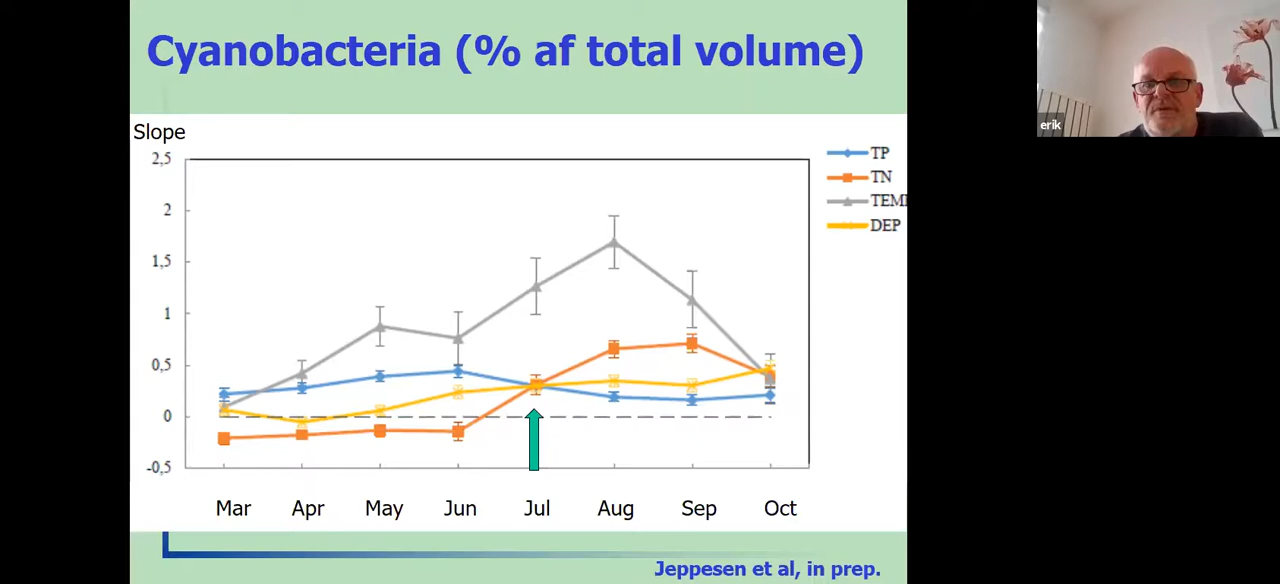 Cyanobacteria (% af total volume)
erik
Slope
2,5
2
1,5
1
0,5
0
-0,5
TP
TN
TEM
DEP
Mar Apr May Jun Jul Aug Sep Oct
Jeppesen et al, in prep.